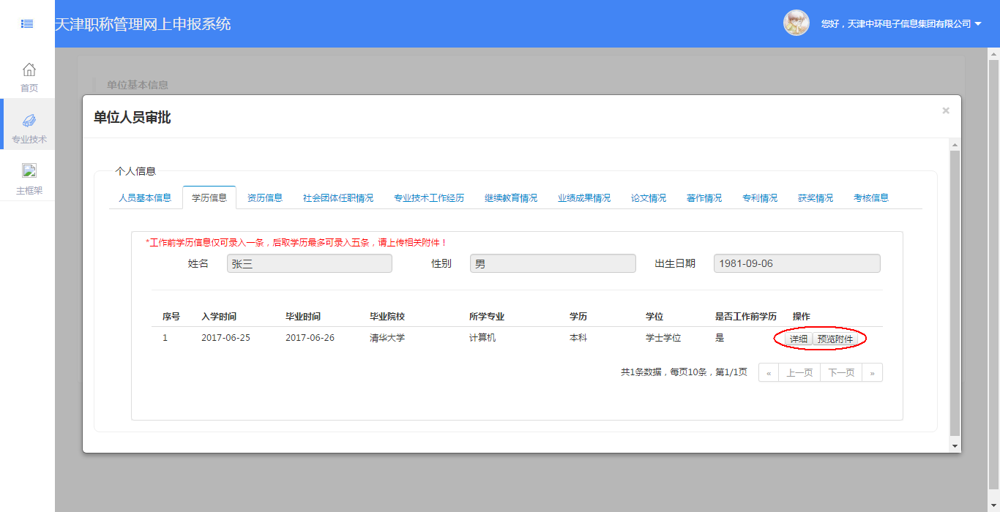 天津职称管理网上申报系统
您好，天津中环电子信息集团有限公司
首页
专业技术
主框架
单位基本信息
单位人员审批 ×
个人信息
人员基本信息 学历信息 资历信息 社会团体任职情况 专业技术工作经历 继续教育情况 业绩成果情况 论文情况 著作情况 专利情况 获奖情况 考核信息
*工作前学历信息仅可录入一条，后取学历最多可录入五条，请上传相关附件！
姓名 张三 性别 男 出生日期 1981-09-06
序号 入学时间 毕业时间 毕业院校 所学专业 学历 学位 是否工作前学历 操作
1 2017-06-25 2017-06-26 清华大学 计算机 本科 学士学位 是 详细 预览附件
共1条数据，每页10条，第1/1页 « 上一页 下一页 »